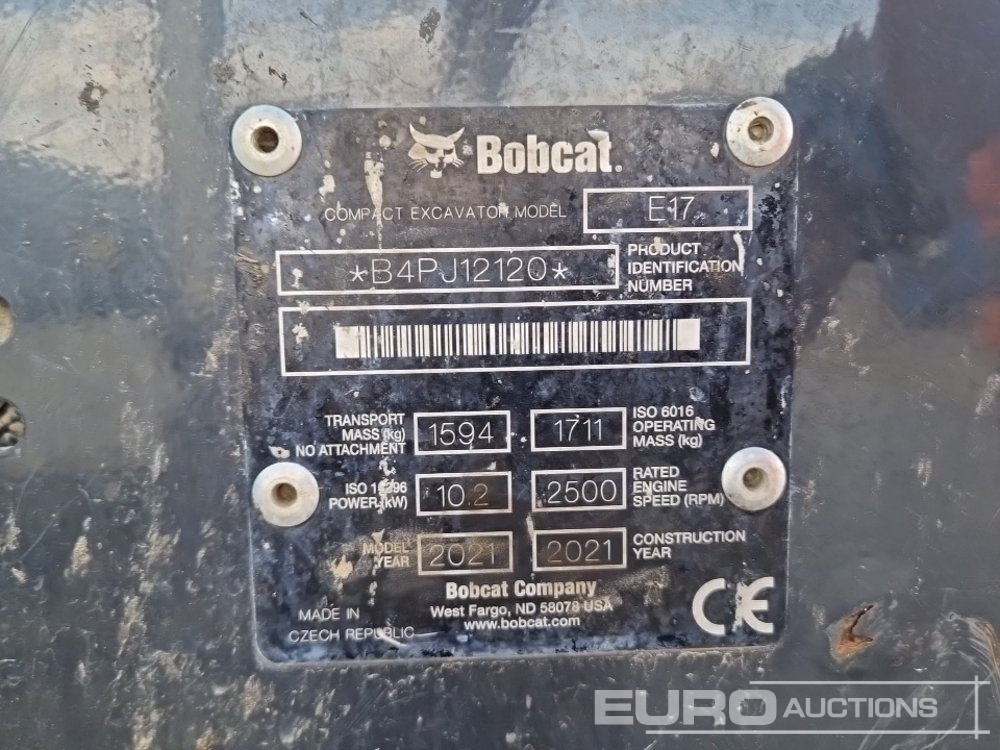 Bobcat.
COMPACT EXCAVATOR MODEL E17
*B4PJ12120* PRODUCT IDENTIFICATION NUMBER
TRANSPORT MASS (kg) NO ATTACHMENT 1594 1711 ISO 6016 OPERATING MASS (kg)
ISO POWER (kW) 10.2 2500 RATED ENGINE SPEED (RPM)
MODEL YEAR 2021 2021 CONSTRUCTION YEAR
Bobcat Company
West Fargo, ND 58078 USA
www.bobcat.com
MADE IN
CZECH REPUBLIC
CE
EURO AUCTIONS